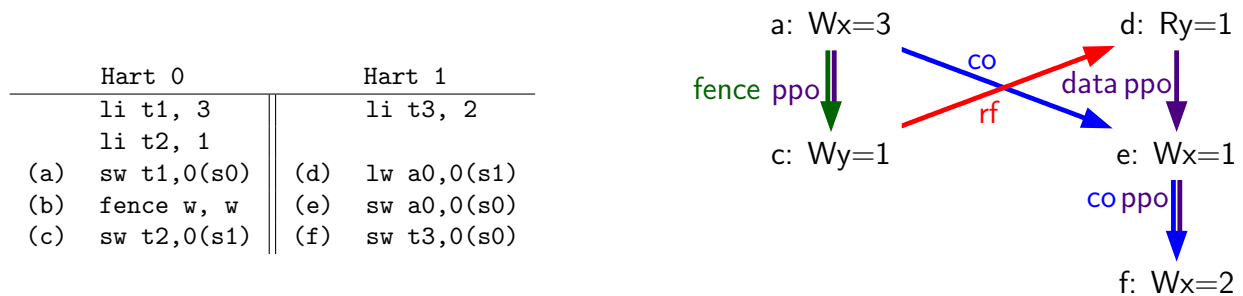 Hart 0 Hart 1
li t1, 3 li t3, 2
li t2, 1
(a) sw t1,0(s0) (d) lw a0,0(s1)
(b) fence w, w (e) sw a0,0(s0)
(c) sw t2,0(s1) (f) sw t3,0(s0)
a: Wx=3 d: Ry=1
co
fence ppo data ppo
rf
c: Wy=1 e: Wx=1
co ppo
f: Wx=2